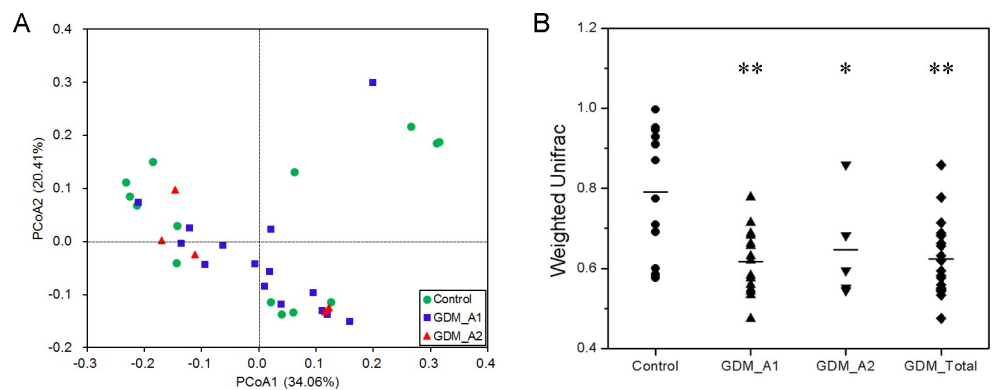 A
0.4
0.3
0.2
0.1
0.0
-0.1
-0.2
PCoA2 (20.41%)
-0.3 -0.2 -0.1 0.0 0.1 0.2 0.3 0.4
PCoA1 (34.06%)
Control
GDM_A1
GDM_A2
B
1.2
1.0
0.8
0.6
0.4
Weighted Unifrac
** * **
Control GDM_A1 GDM_A2 GDM_Total